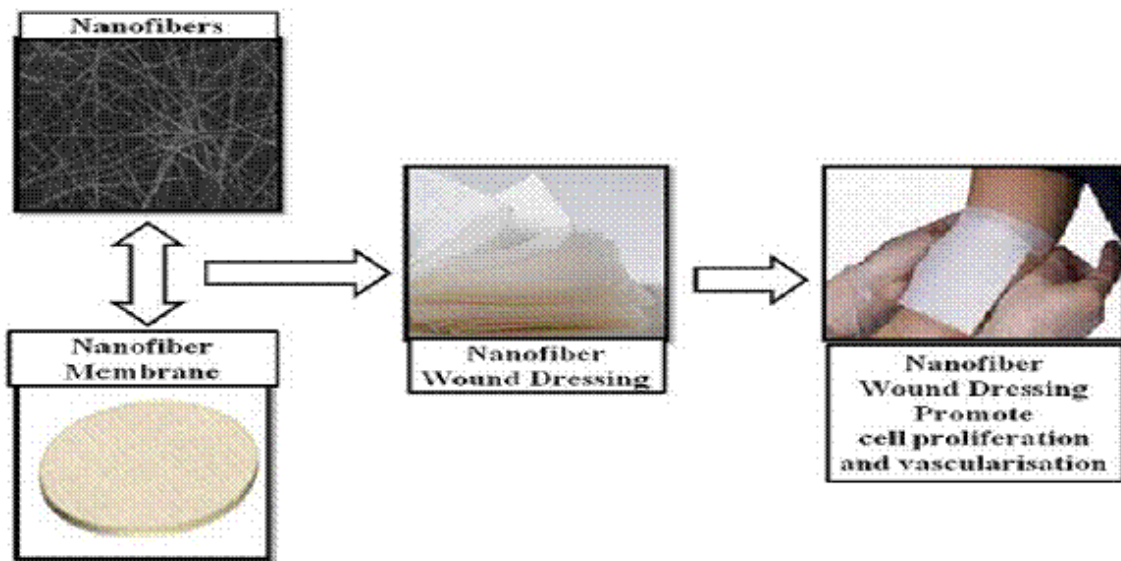 Nanofibers
Nanofiber
Membrane
Nanofiber
Wound Dressing
Nanofiber
Wound Dressing
Promote
cell proliferation
and vascularisation